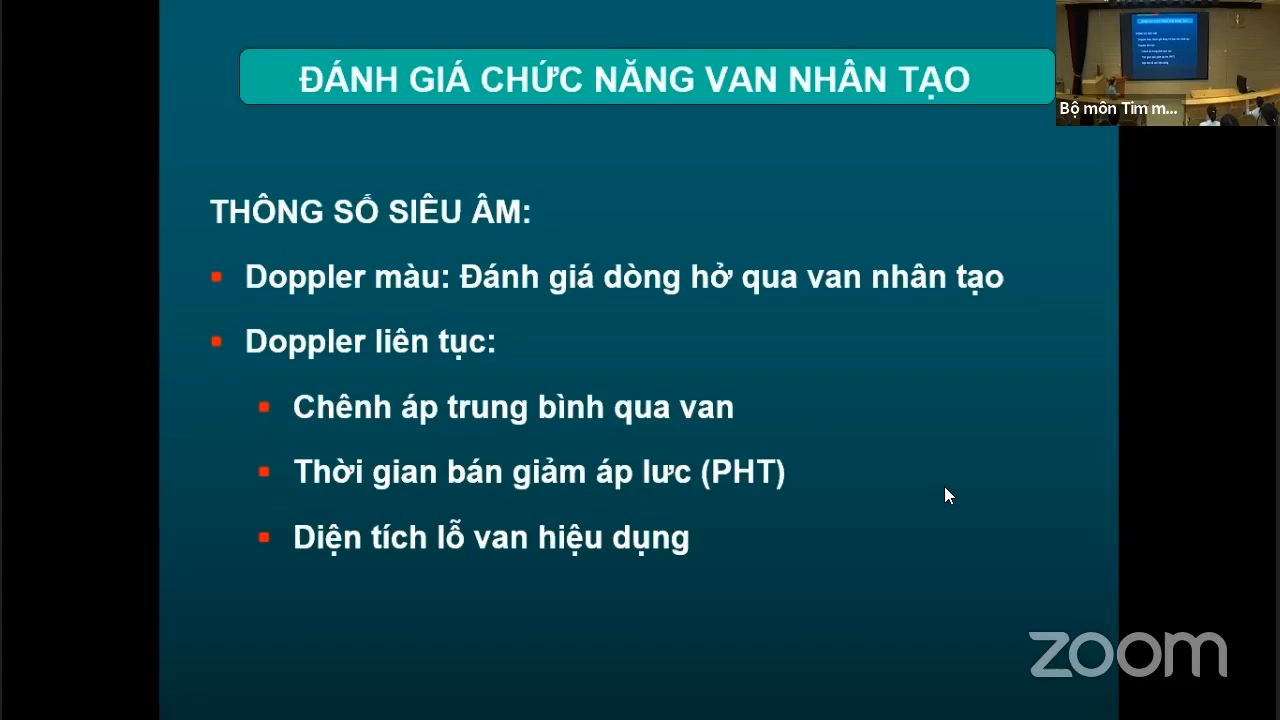 ĐÁNH GIÁ CHỨC NĂNG VAN NHÂN TẠO
Bộ môn Tim m...
THÔNG SỐ SIÊU ÂM:
Doppler màu: Đánh giá dòng hở qua van nhân tạo
Doppler liên tục:
Chênh áp trung bình qua van
Thời gian bán giảm áp lưc (PHT)
Diện tích lỗ van hiệu dụng
zoom